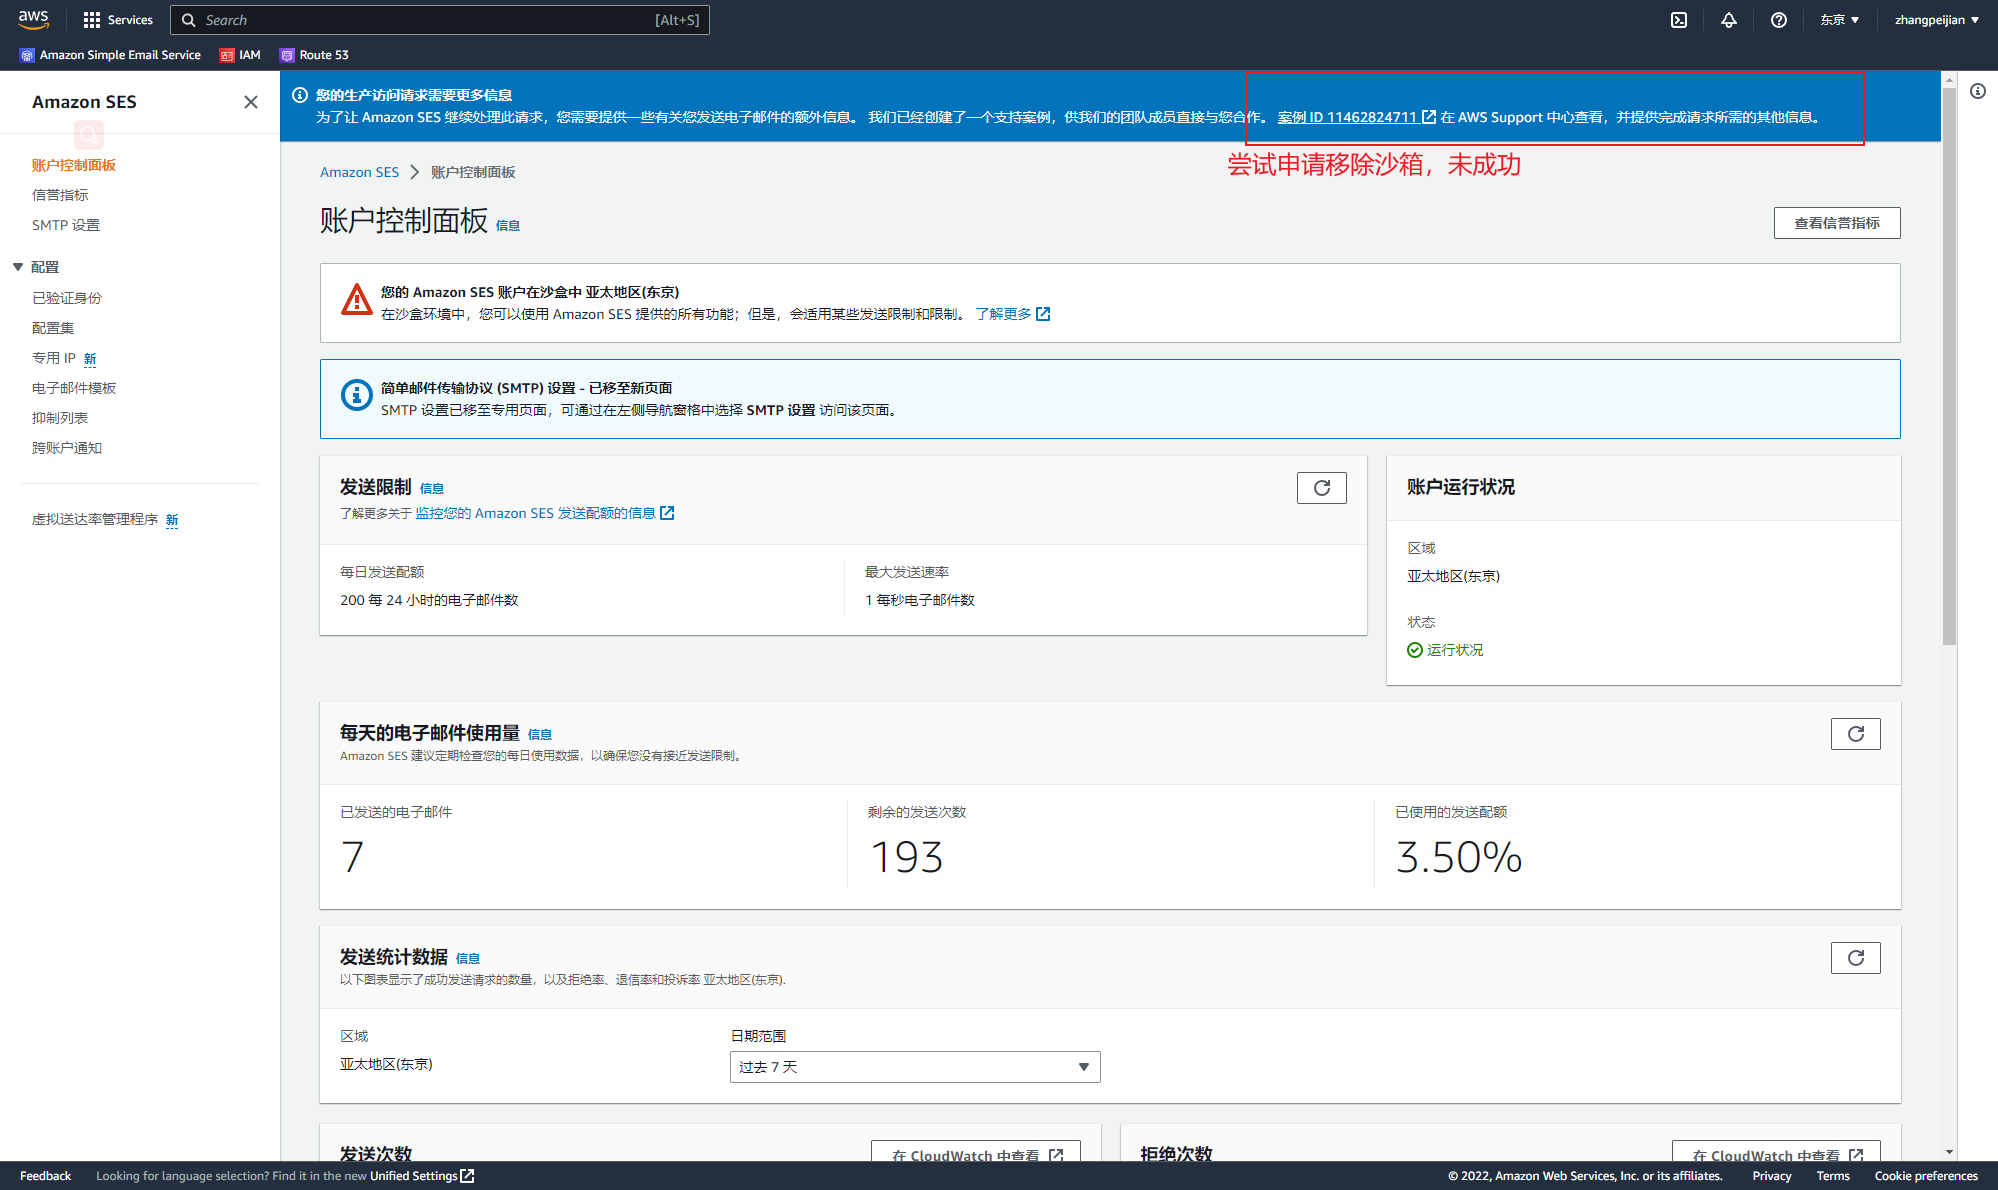 aws
Services
Search
[Alt+S]
东京
zhangpeijian
Amazon Simple Email Service
IAM
Route 53
Amazon SES
账户控制面板
信誉指标
SMTP 设置
配置
已验证身份
配置集
专用 IP 新
电子邮件模板
抑制列表
跨账户通知
虚拟送达率管理程序 新
您的生产访问请求需要更多信息
为了让 Amazon SES 继续处理此请求，您需要提供一些有关您发送电子邮件的额外信息。 我们已经创建了一个支持案例，供我们的团队成员直接与您合作。 案例 ID 11462824711 在 AWS Support 中心查看，并提供完成请求所需的其他信息。
尝试申请移除沙箱，未成功
Amazon SES
账户控制面板
账户控制面板 信息
查看信誉指标
您的 Amazon SES 账户在沙盒中 亚太地区(东京)
在沙盒环境中，您可以使用 Amazon SES 提供的所有功能；但是，会适用某些发送限制和限制。 了解更多
简单邮件传输协议 (SMTP) 设置 - 已移至新页面
SMTP 设置已移至专用页面，可通过在左侧导航窗格中选择 SMTP 设置 访问该页面。
发送限制 信息
了解更多关于 监控您的 Amazon SES 发送配额的信息
每日发送配额
200 每 24 小时的电子邮件数
最大发送速率
1 每秒电子邮件数
账户运行状况
区域
亚太地区(东京)
状态
运行状况
每天的电子邮件使用量 信息
Amazon SES 建议定期检查您的每日使用数据，以确保您没有接近发送限制。
已发送的电子邮件
7
剩余的发送次数
193
已使用的发送配额
3.50%
发送统计数据 信息
以下图表显示了成功发送请求的数量，以及拒绝率、退信率和投诉率 亚太地区(东京).
区域
亚太地区(东京)
日期范围
过去 7 天
发送次数
在 CloudWatch 中查看
拒绝次数
在 CloudWatch 中查看
Feedback
Looking for language selection? Find it in the new Unified Settings
© 2022, Amazon Web Services, Inc. or its affiliates.
Privacy
Terms
Cookie preferences